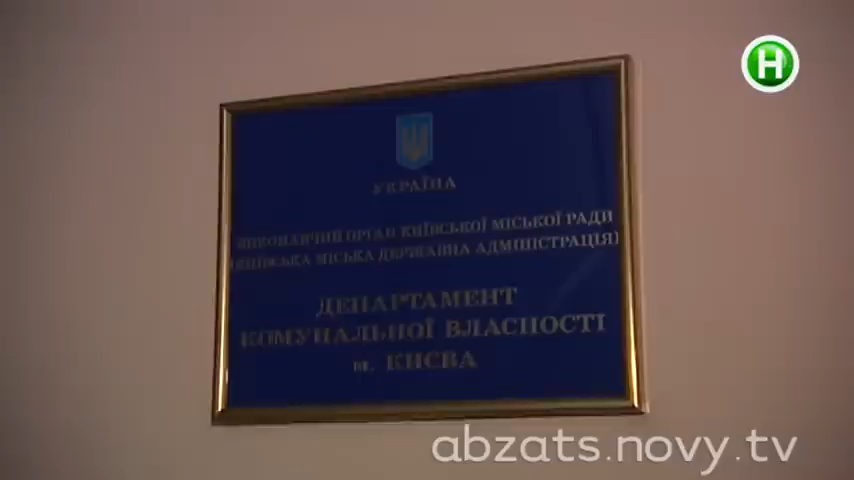 Н
УКРАЇНА
ВИКОНАВЧИЙ ОРГАН КИЇВСЬКОЇ МІСЬКОЇ РАДИ
(КИЇВСЬКА МІСЬКА ДЕРЖАВНА АДМІНІСТРАЦІЯ)
ДЕПАРТАМЕНТ
КОМУНАЛЬНОЇ ВЛАСНОСТІ
м. КИЄВА
abzats.novy.tv